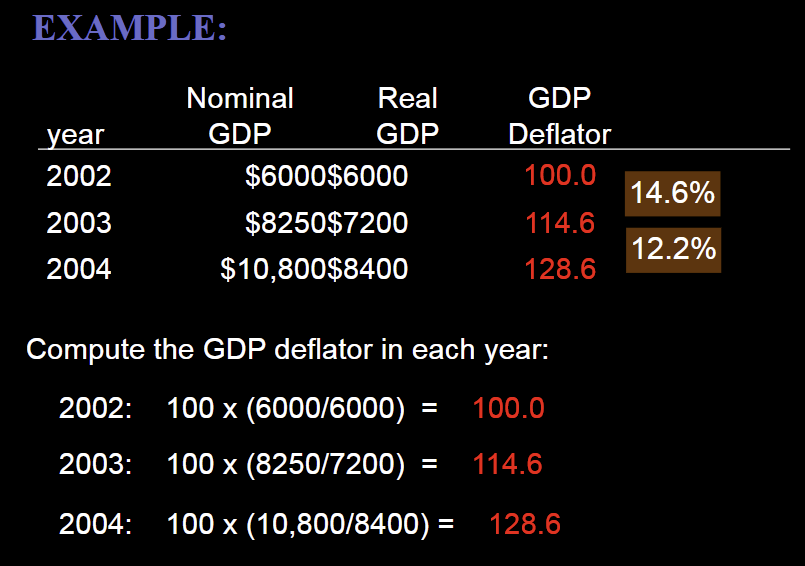 EXAMPLE:
Nominal Real GDP
year GDP GDP Deflator
2002 $6000$6000 100.0
14.6%
2003 $8250$7200 114.6
12.2%
2004 $10,800$8400 128.6
Compute the GDP deflator in each year:
2002: 100 x (6000/6000) = 100.0
2003: 100 x (8250/7200) = 114.6
2004: 100 x (10,800/8400) = 128.6